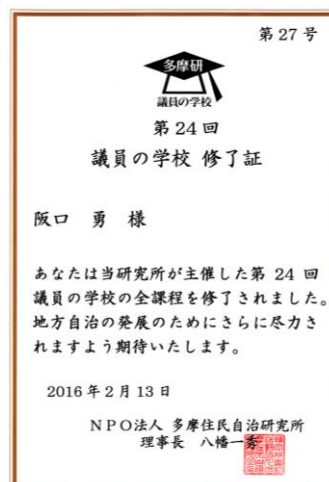 第27号
多摩研
議員の学校
第24回
議員の学校 修了証
阪口 勇 様
あなたは当研究所が主催した第 24 回
議員の学校の全課程を修了されました。
地方自治の発展のためにさらに尽力さ
れますよう期待いたします。
2016年2月13日
NPO法人 多摩住民自治研究所
理事長 八幡一秀